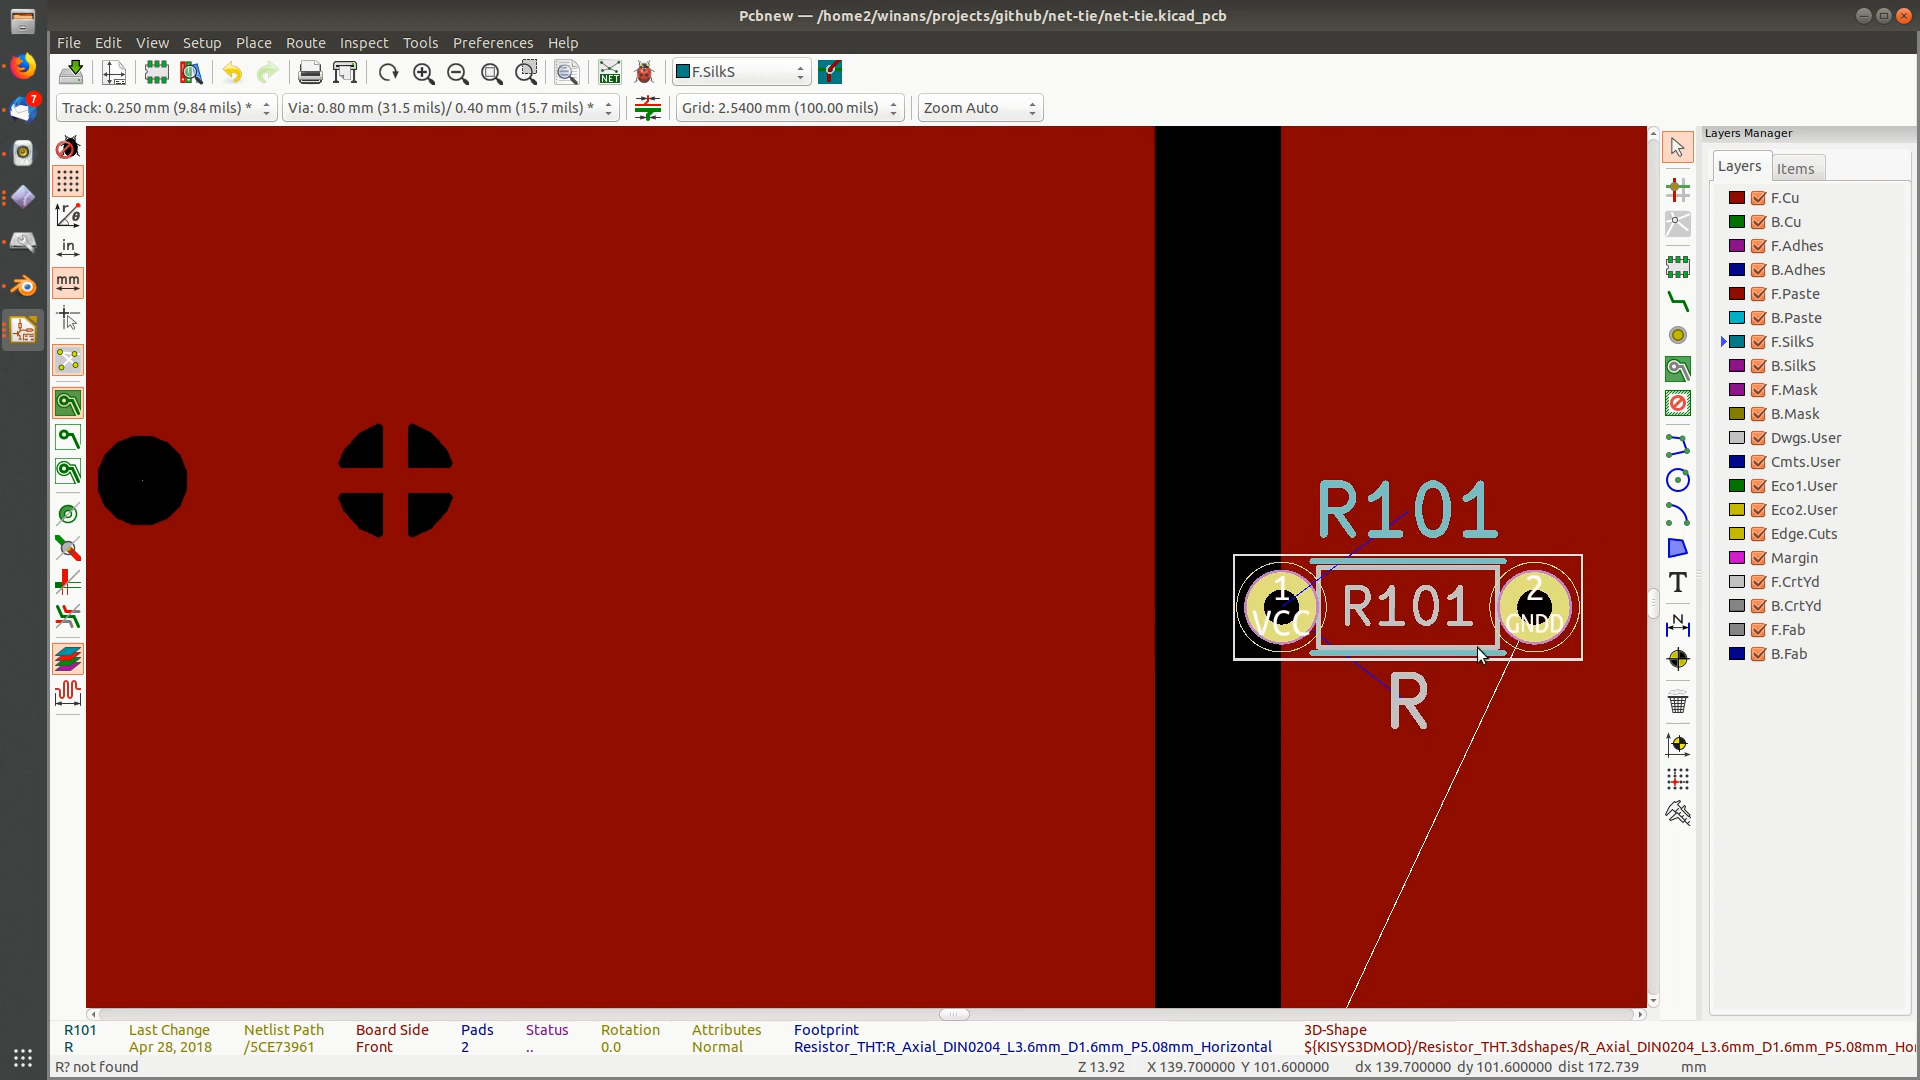 Pcbnew — /home2/winans/projects/github/net-tie/net-tie.kicad_pcb
File Edit View Setup Place Route Inspect Tools Preferences Help
NET
F.SilkS
Track: 0.250 mm (9.84 mils) *
Via: 0.80 mm (31.5 mils)/ 0.40 mm (15.7 mils) *
Grid: 2.5400 mm (100.00 mils)
Zoom Auto
7
in
mm
Layers Manager
Layers Items
F.Cu
B.Cu
F.Adhes
B.Adhes
F.Paste
B.Paste
F.SilkS
B.SilkS
F.Mask
B.Mask
Dwgs.User
Cmts.User
Eco1.User
Eco2.User
Edge.Cuts
Margin
F.CrtYd
B.CrtYd
F.Fab
B.Fab
T
N
R101
1 R101 2
VCC GNDD
R
R101 Last Change Netlist Path Board Side Pads Status Rotation Attributes Footprint 3D-Shape
R Apr 28, 2018 /5CE73961 Front 2 .. 0.0 Normal Resistor_THT:R_Axial_DIN0204_L3.6mm_D1.6mm_P5.08mm_Horizontal ${KISYS3DMOD}/Resistor_THT.3dshapes/R_Axial_DIN0204_L3.6mm_D1.6mm_P5.08mm_Ho
R? not found Z 13.92 X 139.700000 Y 101.600000 dx 139.700000 dy 101.600000 dist 172.739 mm